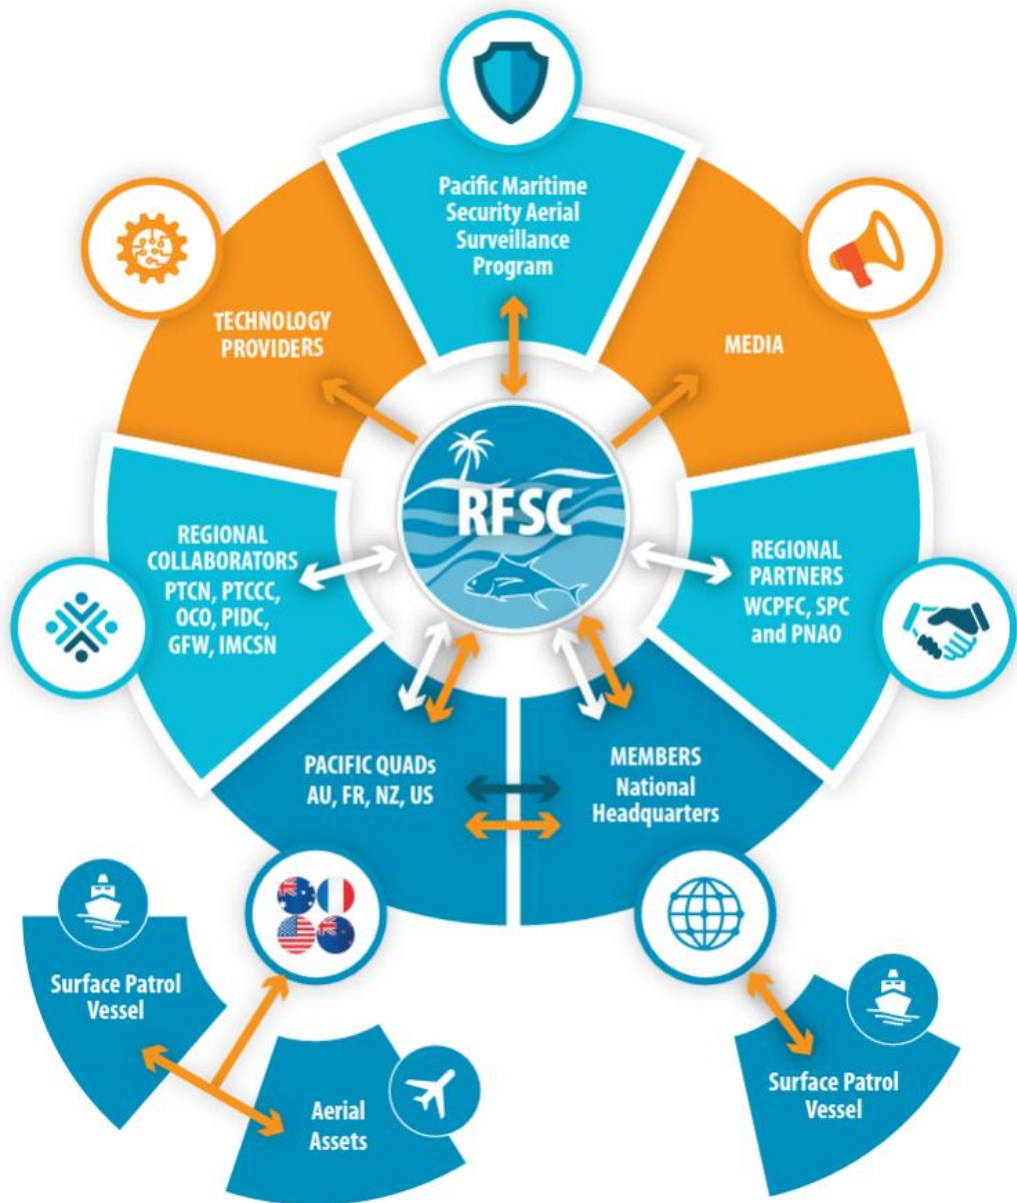 Pacific Maritime
Security Aerial
Surveillance
Program
TECHNOLOGY
PROVIDERS
MEDIA
RFSC
REGIONAL
COLLABORATORS
PTCN, PTCCC,
OCO, PIDC,
GFW, IMCSN
REGIONAL
PARTNERS
WCPFC, SPC
and PNAO
PACIFIC QUADs
AU, FR, NZ, US
MEMBERS
National
Headquarters
Surface Patrol
Vessel
Aerial
Assets
Surface Patrol
Vessel